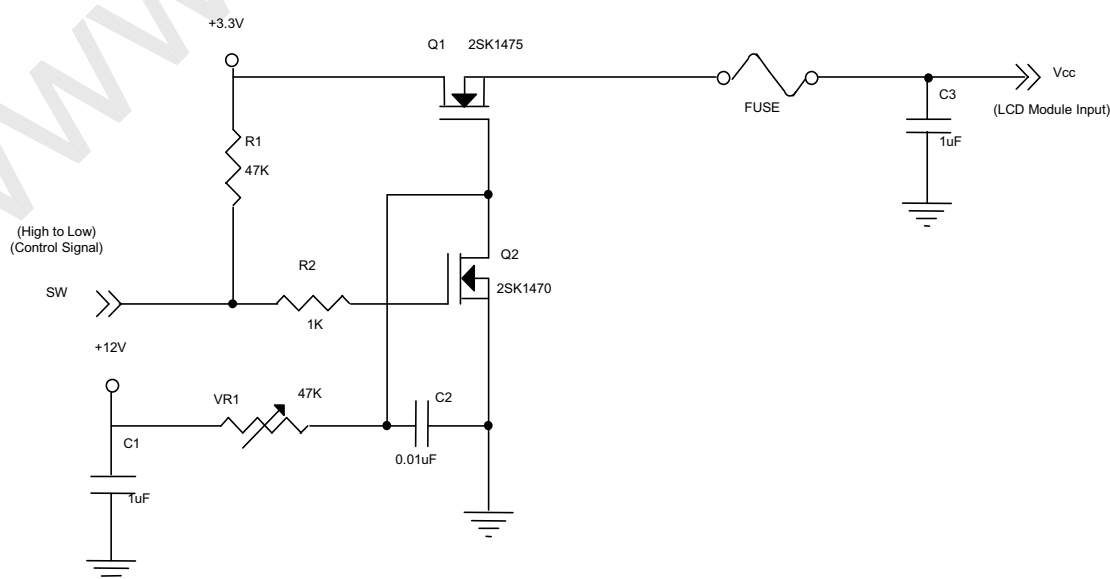 +3.3V
Q1 2SK1475
FUSE
Vcc
(LCD Module Input)
C3
1uF
R1
47K
(High to Low)
(Control Signal)
SW
R2
1K
Q2
2SK1470
+12V
VR1
47K
C2
0.01uF
C1
1uF